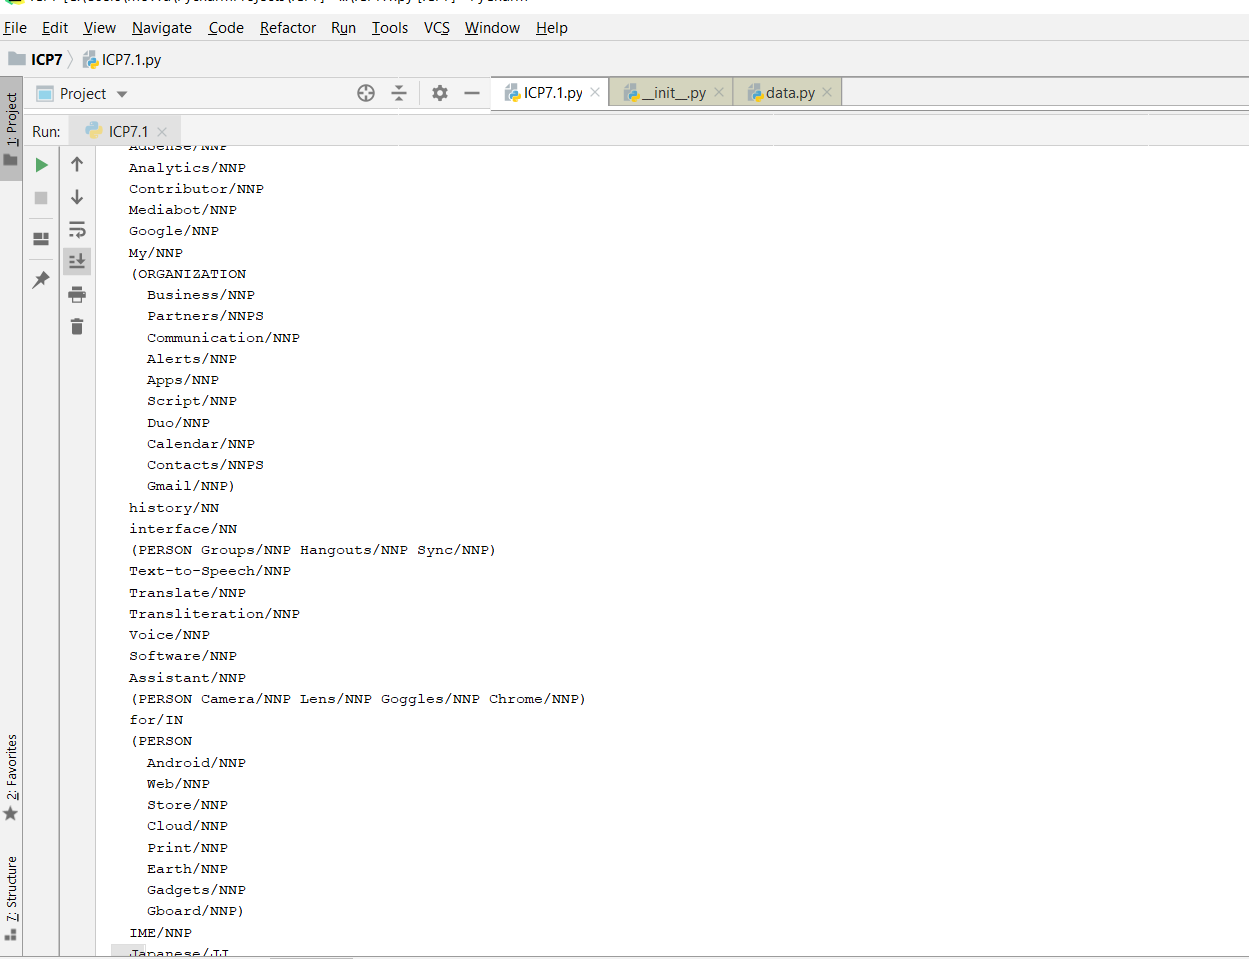 File Edit View Navigate Code Refactor Run Tools VCS Window Help
ICP7 ICP7.1.py
1: Project
Project
ICP7.1.py
__init__.py
data.py
Run: ICP7.1
AdSense/NNP
Analytics/NNP
Contributor/NNP
Mediabot/NNP
Google/NNP
My/NNP
(ORGANIZATION
Business/NNP
Partners/NNPS
Communication/NNP
Alerts/NNP
Apps/NNP
Script/NNP
Duo/NNP
Calendar/NNP
Contacts/NNPS
Gmail/NNP)
history/NN
interface/NN
(PERSON Groups/NNP Hangouts/NNP Sync/NNP)
Text-to-Speech/NNP
Translate/NNP
Transliteration/NNP
Voice/NNP
Software/NNP
Assistant/NNP
(PERSON Camera/NNP Lens/NNP Goggles/NNP Chrome/NNP)
for/IN
(PERSON
Android/NNP
Web/NNP
Store/NNP
Cloud/NNP
Print/NNP
Earth/NNP
Gadgets/NNP
Gboard/NNP)
IME/NNP
Japanese/JJ
2: Favorites
7: Structure